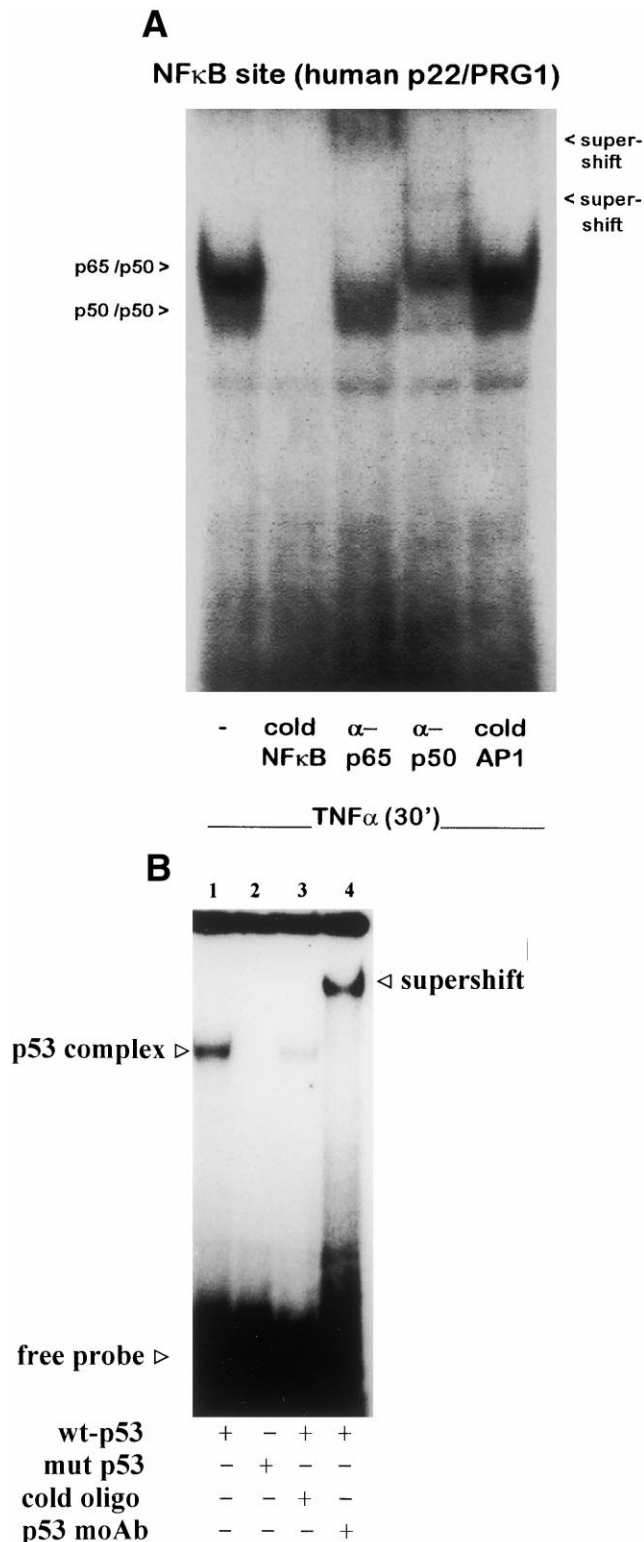 A
NFκB site (human p22/PRG1)
< super-
shift
< super-
shift
p65 /p50 >
p50 /p50 >
- cold α– α– cold
NFκB p65 p50 AP1
TNFα (30')
B
1 2 3 4
◁ supershift
p53 complex ▷
free probe ▷
wt-p53 + – + +
mut p53 – + – –
cold oligo – – + –
p53 moAb – – – +